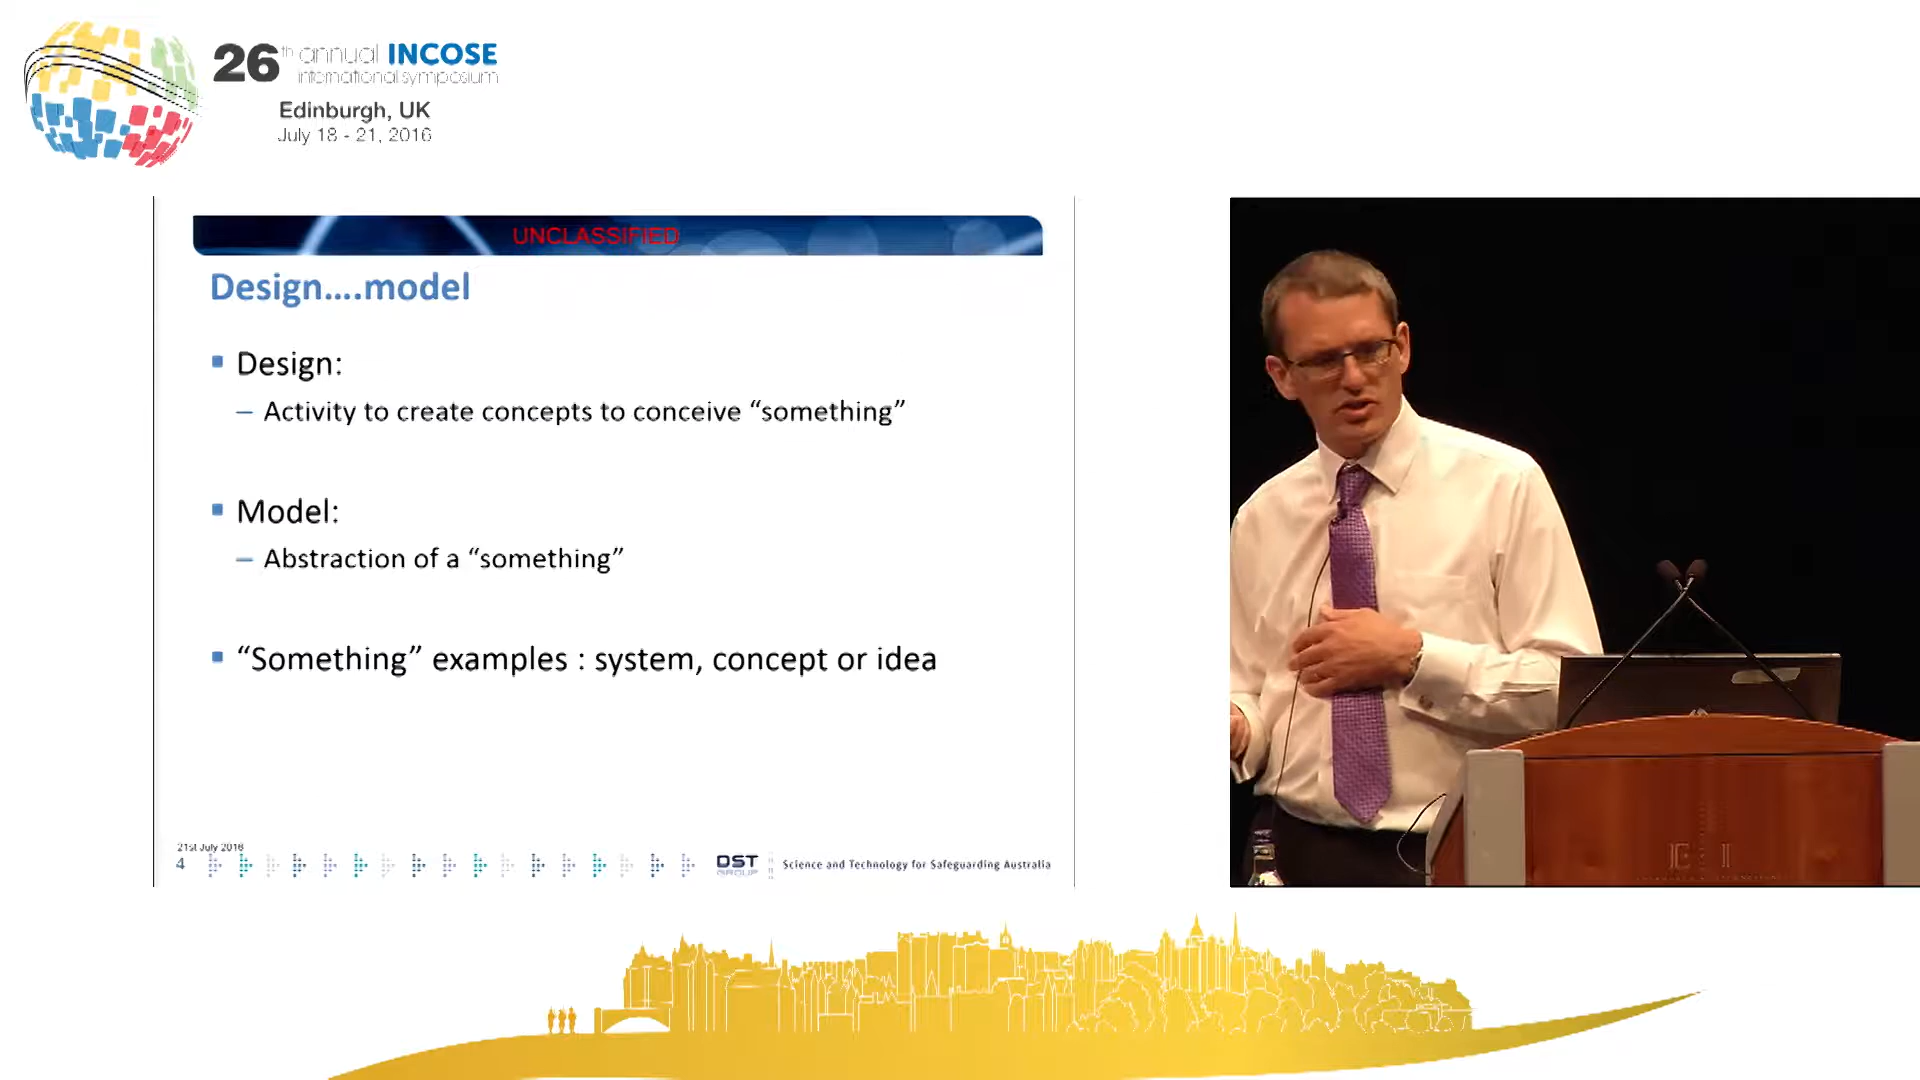 26th annual INCOSE
international symposium
Edinburgh, UK
July 18 - 21, 2016
UNCLASSIFIED
Design....model
Design:
– Activity to create concepts to conceive “something”
Model:
– Abstraction of a “something”
“Something” examples : system, concept or idea
21st July 2016
4
DST
GROUP
Science and Technology for Safeguarding Australia